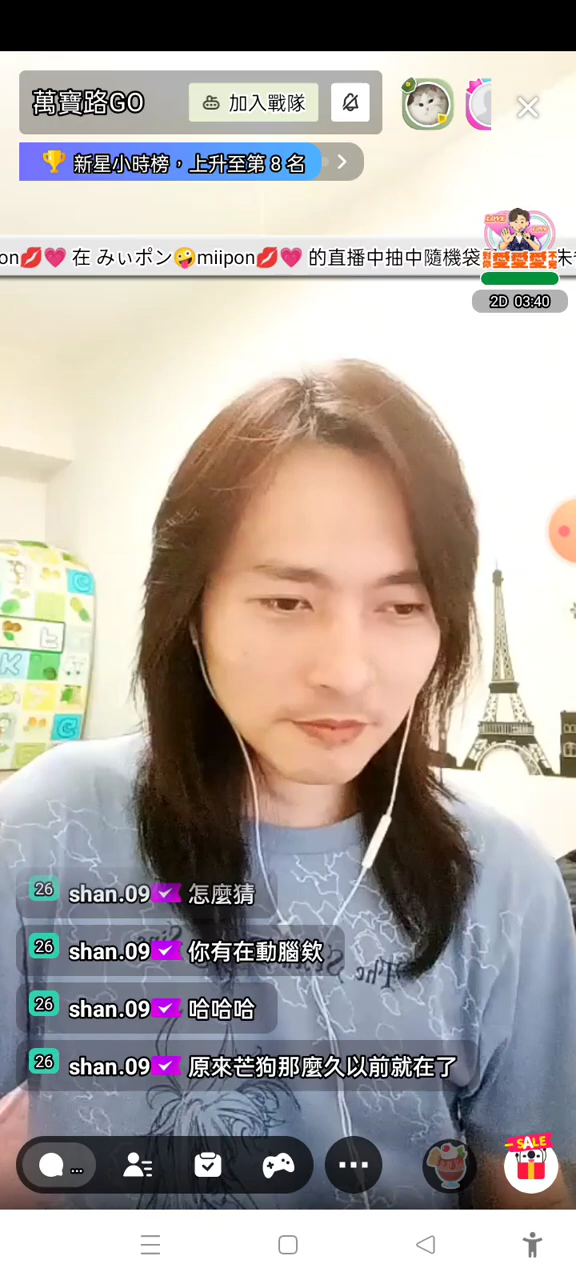 萬寶路GO
加入戰隊
新星小時榜，上升至第 8 名
on💋💗 在 みぃポン🤪miipon💋💗 的直播中抽中隨機袋
愛愛愛
2D 03:40
26 shan.09 怎麼猜
26 shan.09 你有在動腦欸
26 shan.09 哈哈哈
26 shan.09 原來芒狗那麼久以前就在了
...
SALE